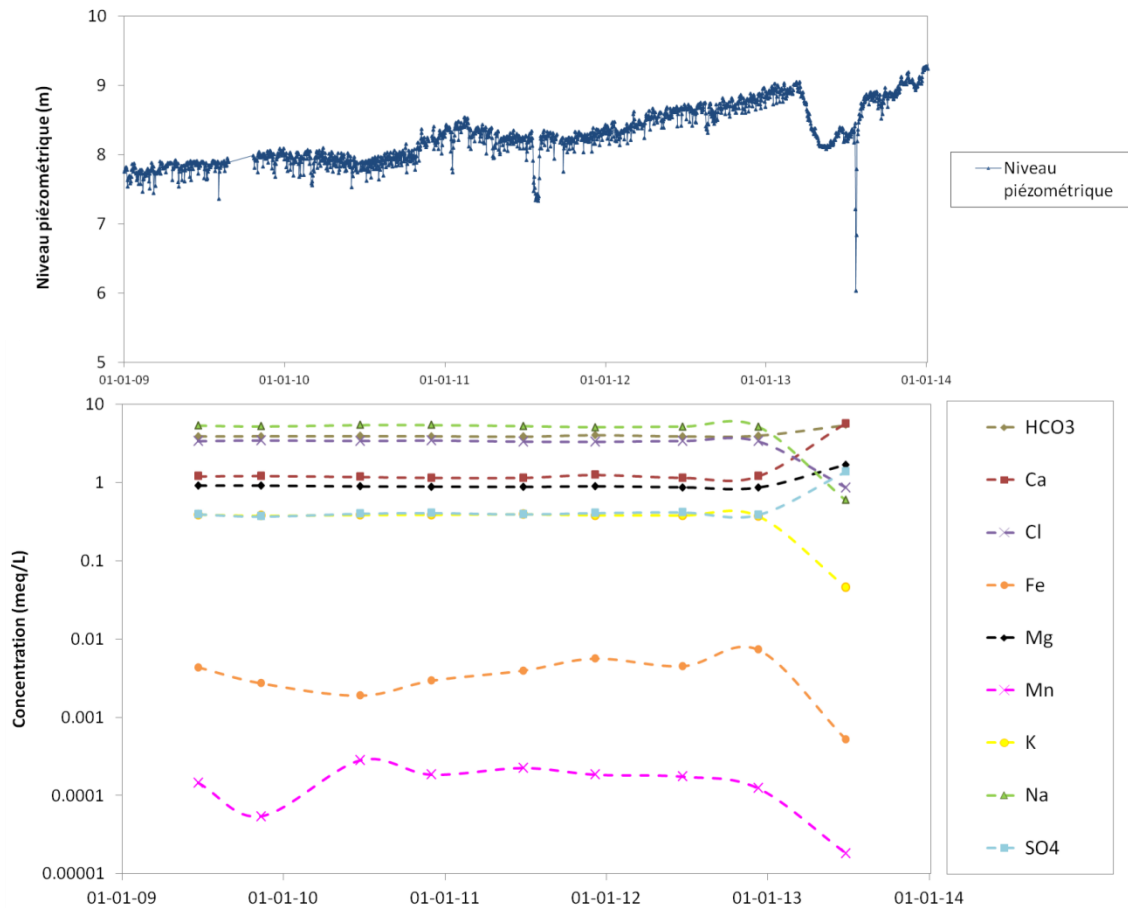 10
9
8
7
6
5
Niveau piézométrique (m)
01-01-09
01-01-10
01-01-11
01-01-12
01-01-13
01-01-14
Niveau
piézométrique
10
1
0.1
0.01
0.001
0.0001
0.00001
Concentration (meq/L)
01-01-09
01-01-10
01-01-11
01-01-12
01-01-13
01-01-14
HCO3
Ca
Cl
Fe
Mg
Mn
K
Na
SO4